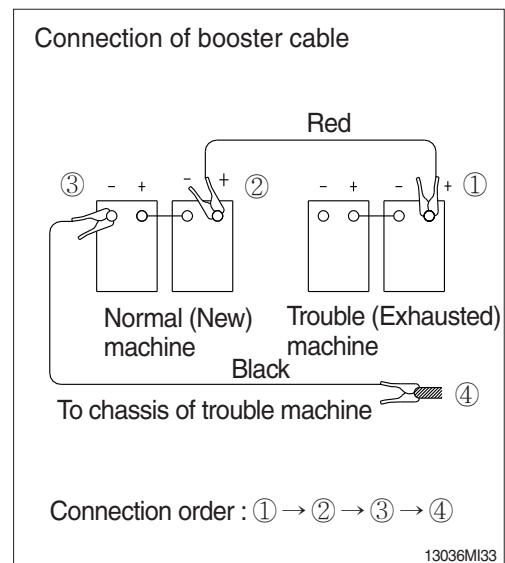 Connection of booster cable
Red
③ - + - + ② - + - + ①
Normal (New)
machine
Trouble (Exhausted)
machine
Black
④
To chassis of trouble machine
Connection order : ① → ② → ③ → ④
13036MI33